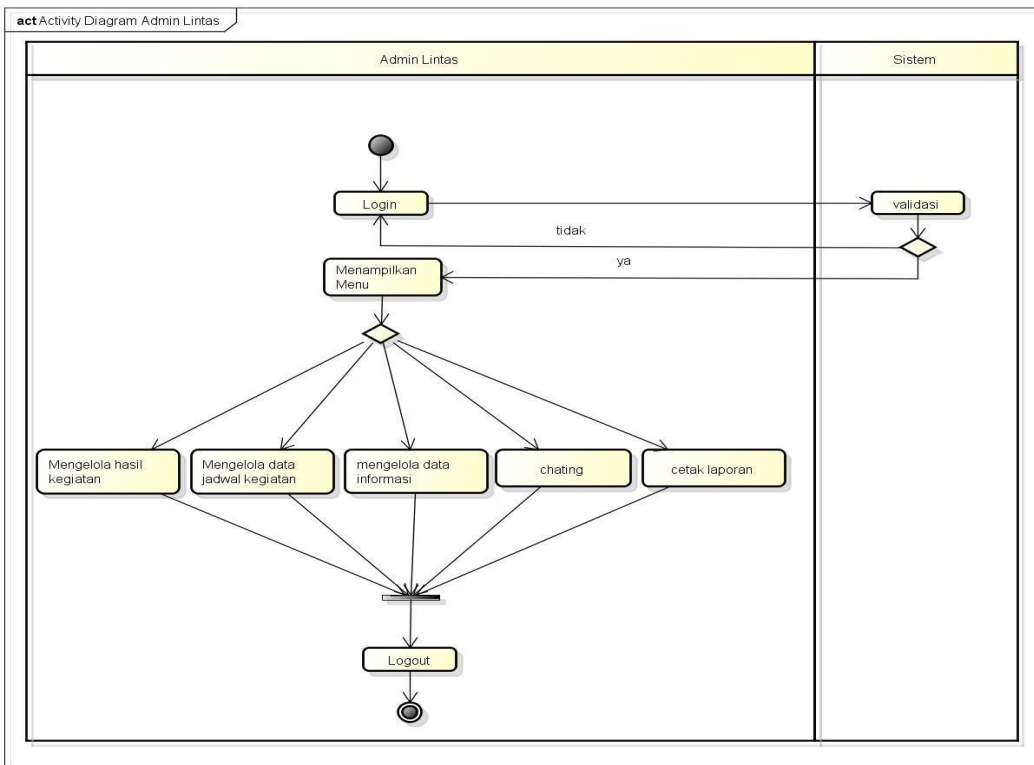 act Activity Diagram Admin Lintas
Admin Lintas
Sistem
Login
validasi
tidak
ya
Menampilkan
Menu
Mengelola hasil
kegiatan
Mengelola data
jadwal kegiatan
mengelola data
informasi
chating
cetak laporan
Logout